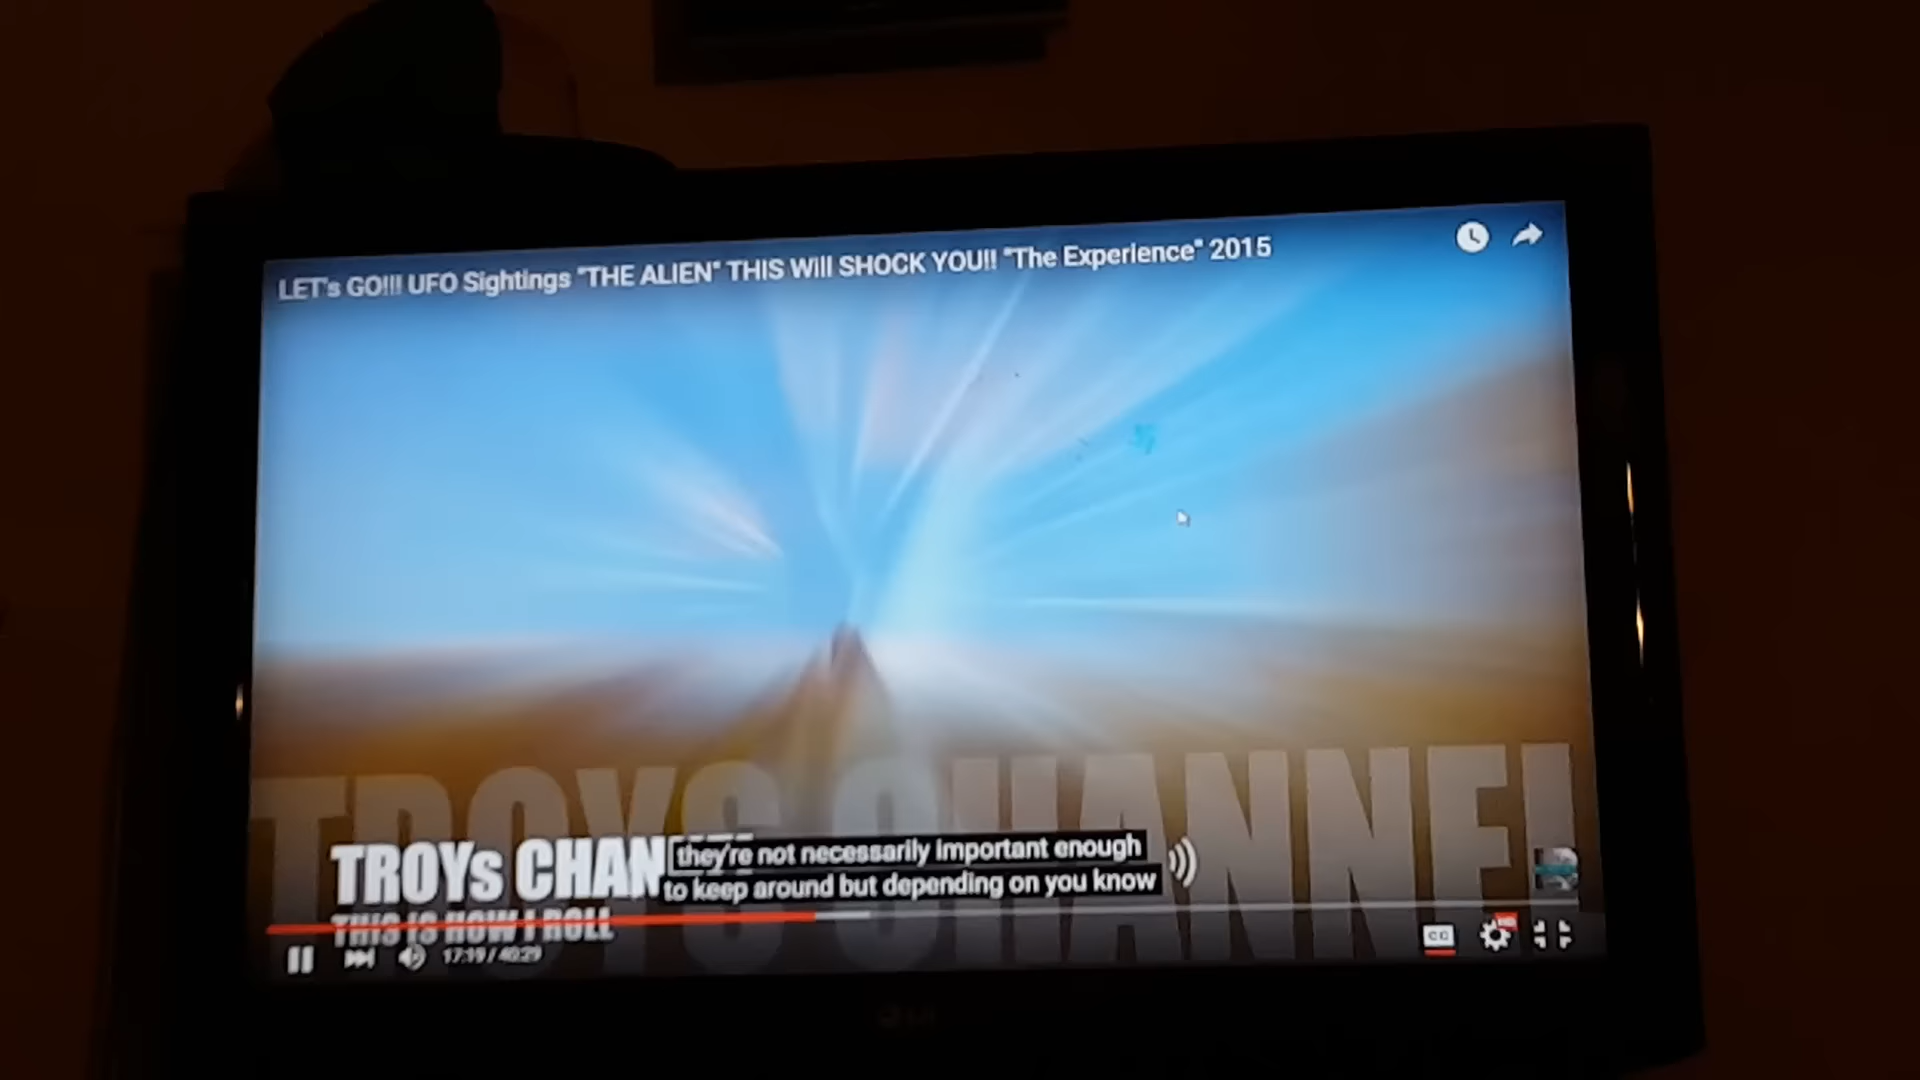 LET's GO!!! UFO Sightings "THE ALIEN" THIS Will SHOCK YOU!! "The Experience" 2015
TROYS CHANNEL
TROYs CHAN
they're not necessarily important enough
to keep around but depending on you know
THIS IS HOW I ROLL
17:19 / 40:29
CC
HD